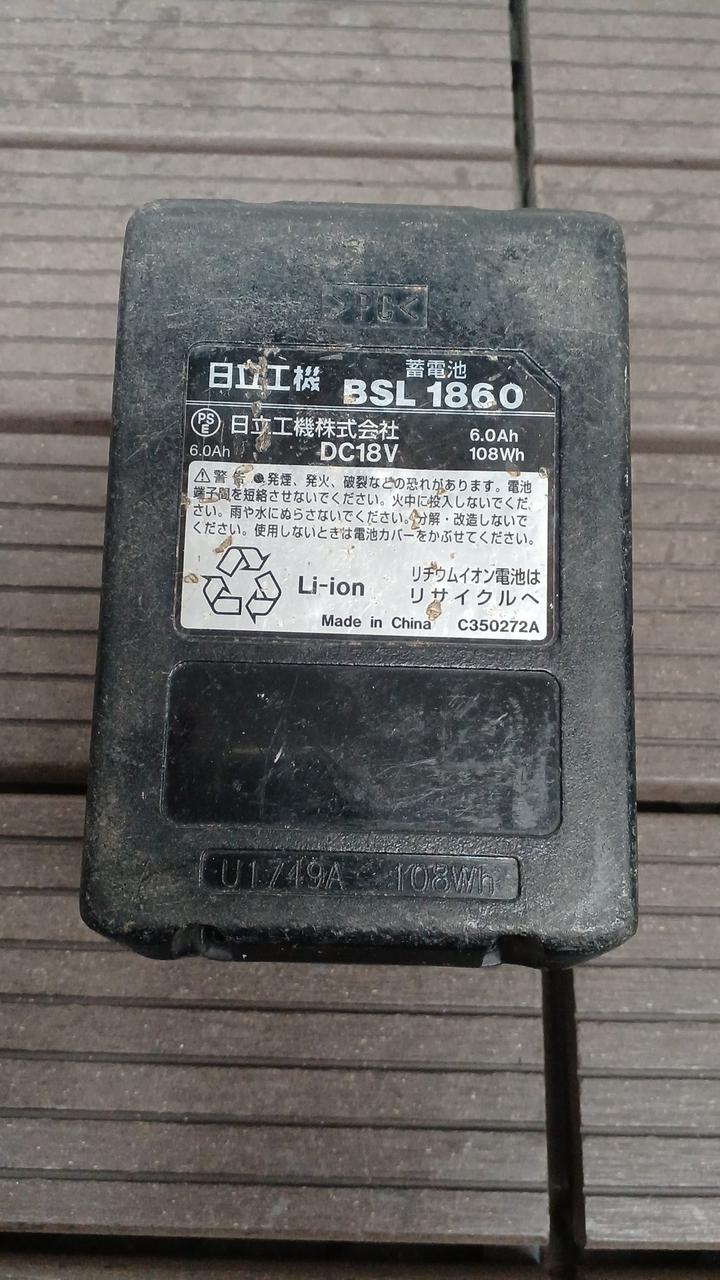 >PC<
日立工機 蓄電池
BSL 1860
PSE 日立工機株式会社 6.0Ah
6.0Ah DC18V 108Wh
⚠警告 ●発煙、発火、破裂などの恐れがあります。電池
端子間を短絡させないでください。火中に投入しないでくだ
さい。雨や水にぬらさないでください。分解・改造しないで
ください。使用しないときは電池カバーをかぶせてください。
Li-ion リチウムイオン電池は
リサイクルへ
Made in China C350272A
U1749A 108Wh